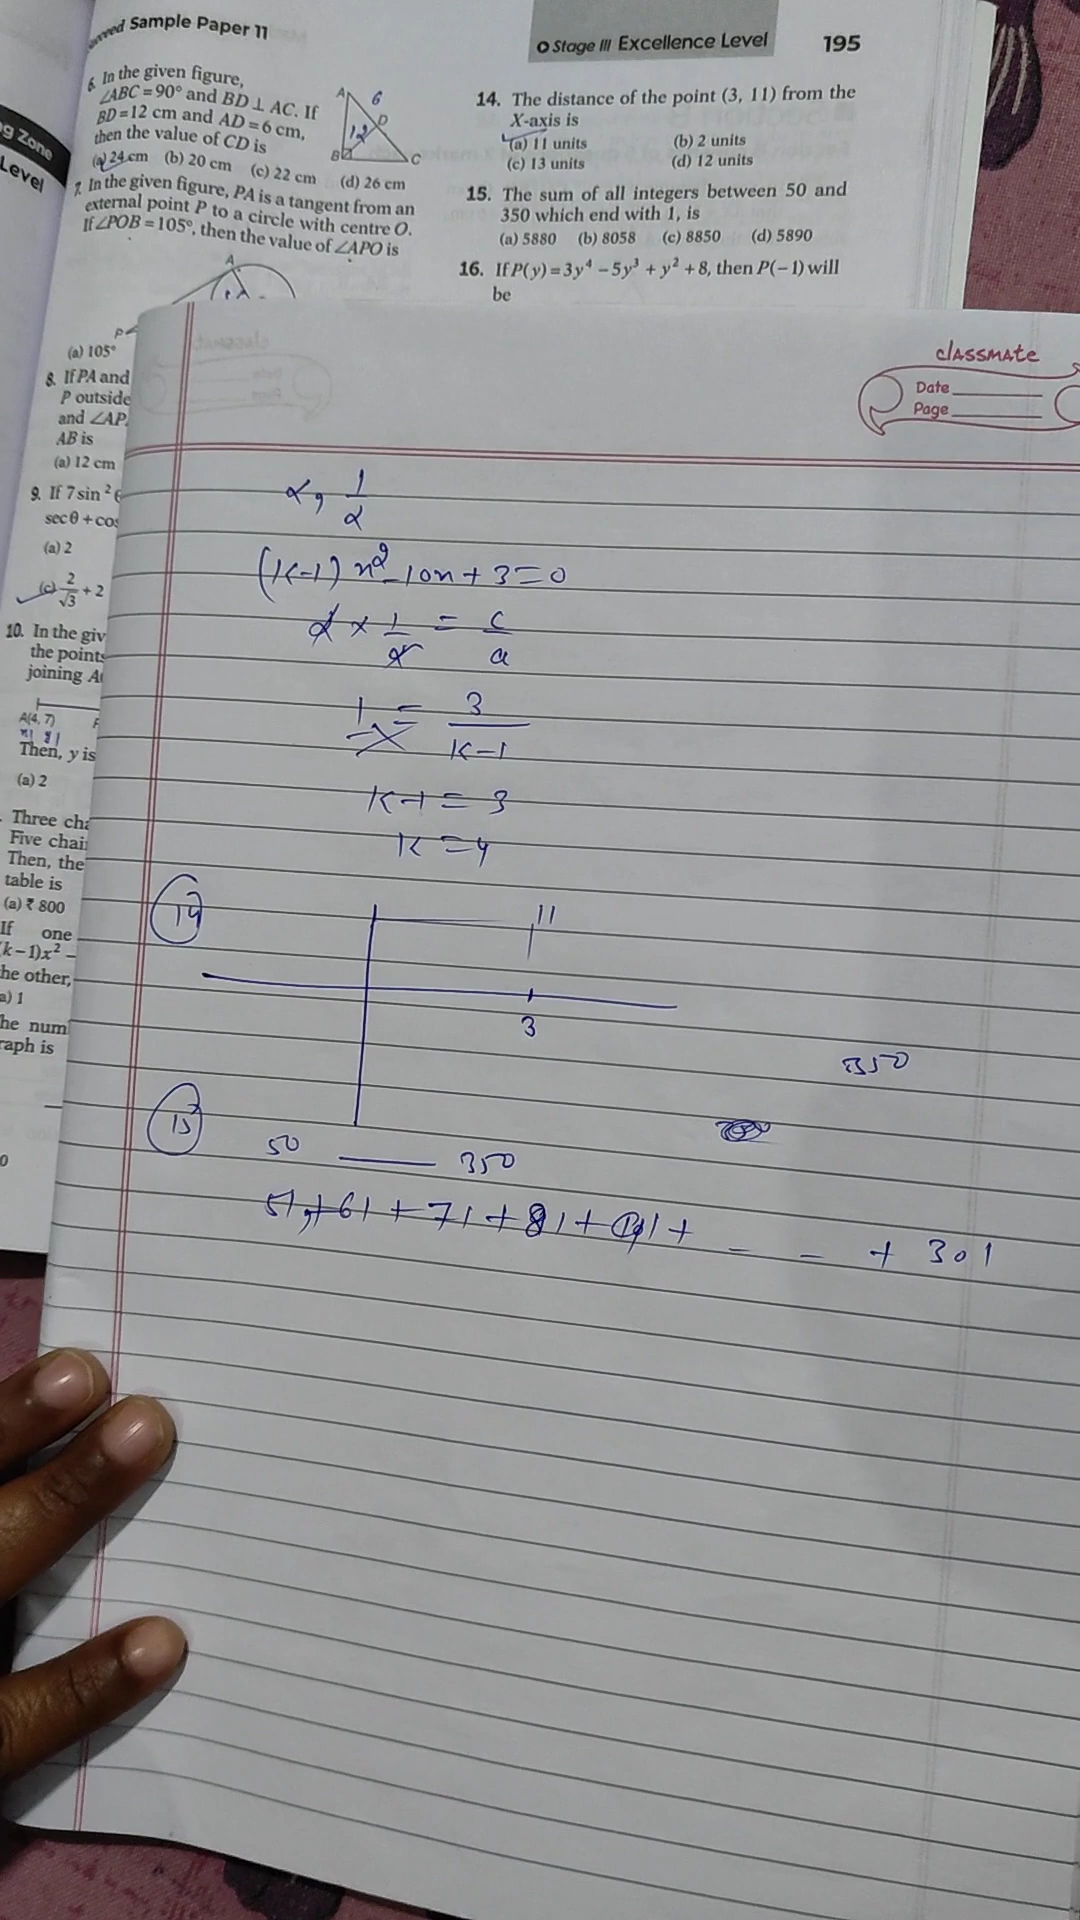 Sample Paper 11
Stage III Excellence Level 195
g Zone
Level
6. In the given figure,
∠ABC = 90° and BD ⊥ AC. If
BD = 12 cm and AD = 6 cm,
then the value of CD is
(a) 24 cm (b) 20 cm (c) 22 cm (d) 26 cm
A 6 D 12 B C
7. In the given figure, PA is a tangent from an
external point P to a circle with centre O.
If ∠POB = 105°, then the value of ∠APO is
A
P
(a) 105°
8. If PA and
P outside
and ∠AP
AB is
(a) 12 cm
9. If 7 sin² θ
sec θ + cos
(a) 2
(c) 2/√3 + 2
10. In the giv
the points
joining A
A(4, 7)
x1 y1
Then, y is
(a) 2
Three cha
Five chair
Then, the
table is
(a) ₹ 800
If one
(k – 1)x² –
he other,
a) 1
he num
raph is
14. The distance of the point (3, 11) from the
X-axis is
(a) 11 units (b) 2 units
(c) 13 units (d) 12 units
15. The sum of all integers between 50 and
350 which end with 1, is
(a) 5880 (b) 8058 (c) 8850 (d) 5890
16. If P(y) = 3y⁴ – 5y³ + y² + 8, then P(– 1) will
be
classmate
Date
Page
α, 1/α
(k-1) x² - 10x + 3 = 0
α × 1/α = c/a
1 = 3/k-1
k-1 = 3
k = 4
14
11
3
350
15
50 — 350
51, + 61 + 71 + 81 + 91 + - - + 301